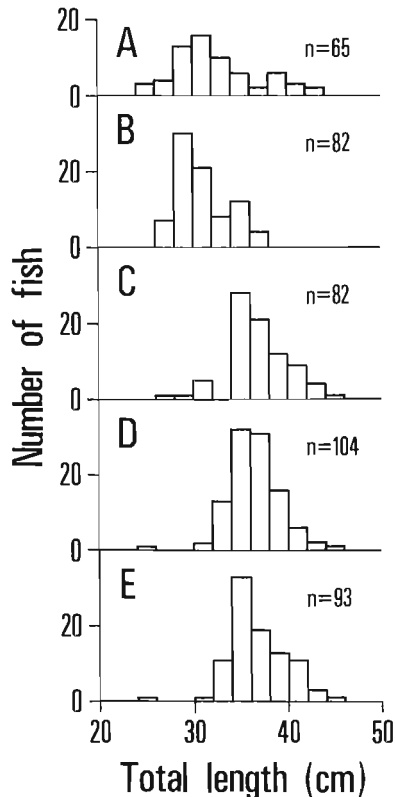 Number of fish
20
A
n=65
0
B
n=82
20
0
C
n=82
20
0
D
n=104
20
0
E
n=93
20
0
20 30 40 50
Total length (cm)